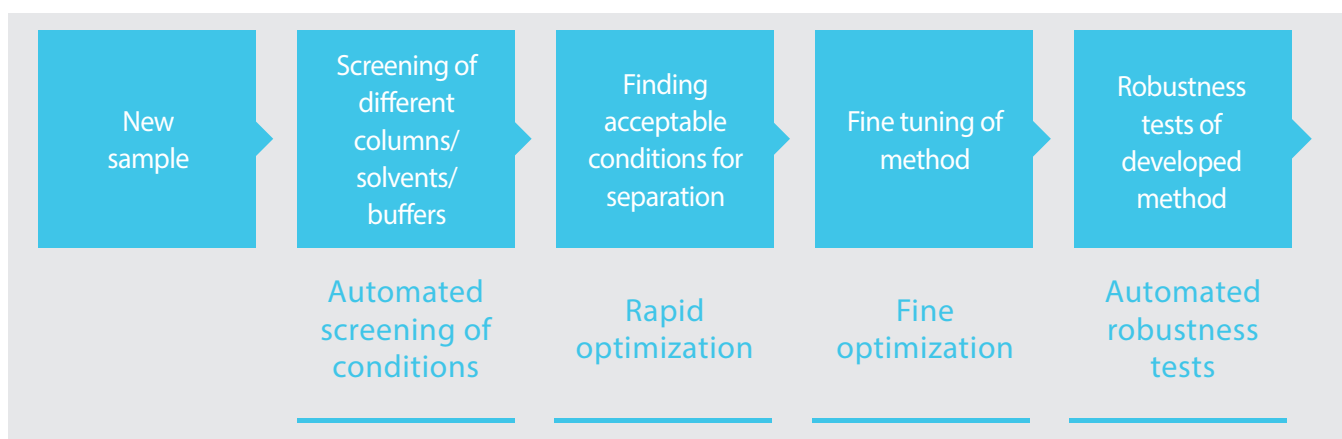 New
sample
Screening of
different
columns/
solvents/
buffers
Finding
acceptable
conditions for
separation
Fine tuning of
method
Robustness
tests of
developed
method
Automated
screening of
conditions
Rapid
optimization
Fine
optimization
Automated
robustness
tests